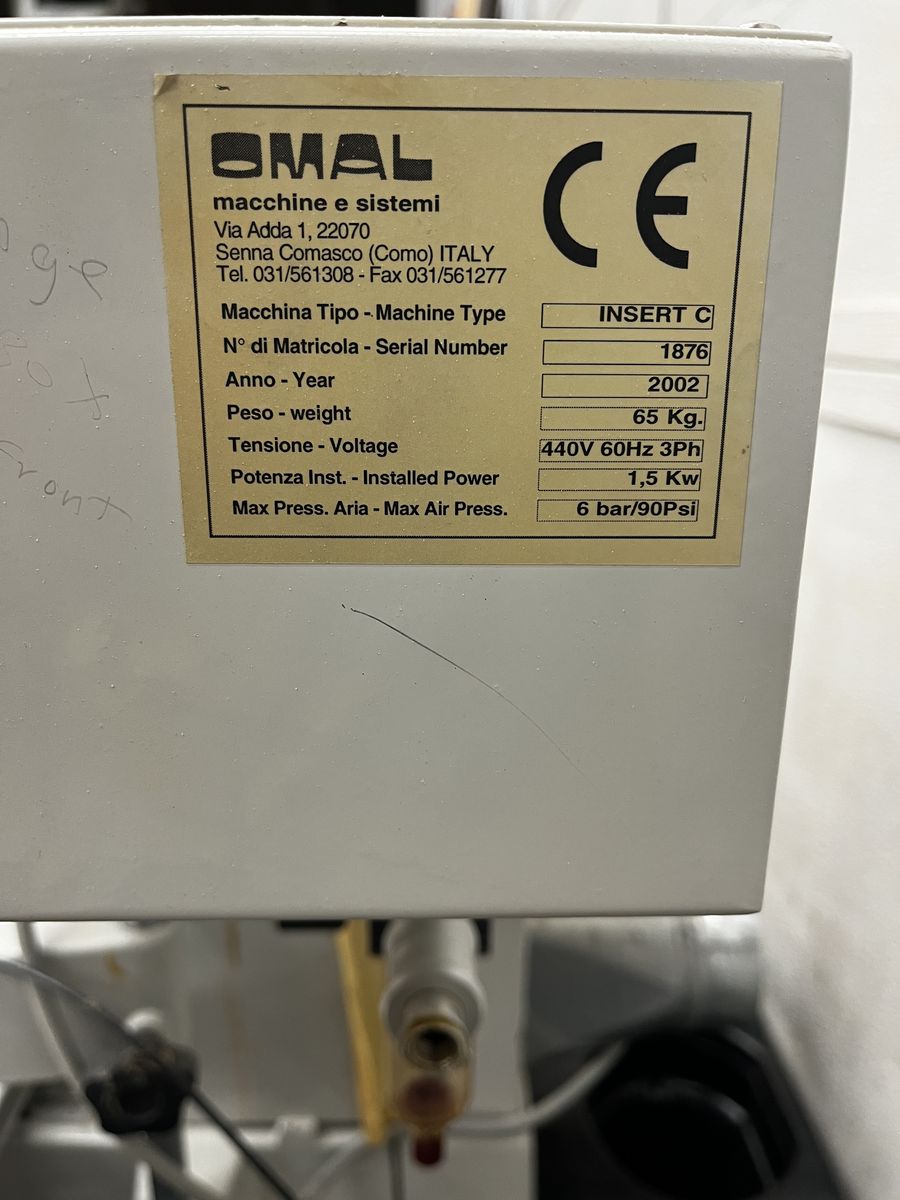 OMAL
macchine e sistemi
Via Adda 1, 22070
Senna Comasco (Como) ITALY
Tel. 031/561308 - Fax 031/561277
CE
Macchina Tipo - Machine Type INSERT C
N° di Matricola - Serial Number 1876
Anno - Year 2002
Peso - weight 65 Kg.
Tensione - Voltage 440V 60Hz 3Ph
Potenza Inst. - Installed Power 1,5 Kw
Max Press. Aria - Max Air Press. 6 bar/90Psi